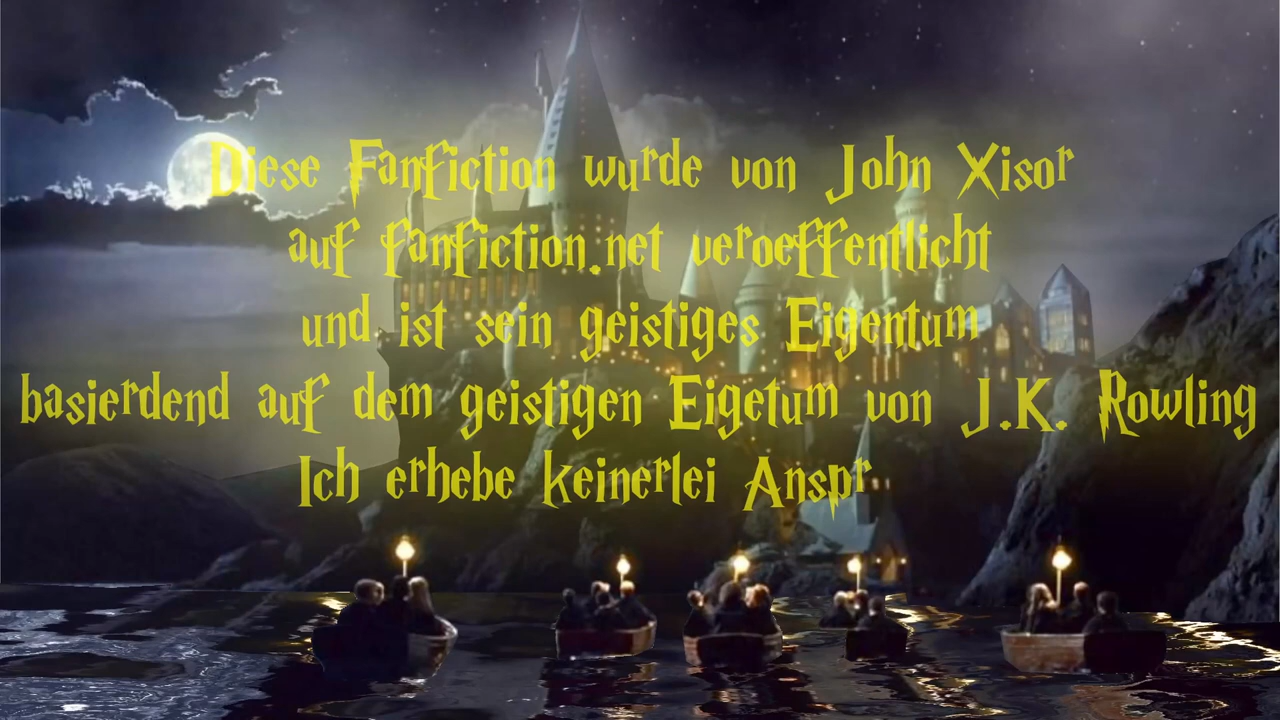 Diese Fanfiction wurde von John Xisor
auf fanfiction.net veroeffentlicht
und ist sein geistiges Eigentum
basierdend auf dem geistigen Eigetum von J.K. Rowling
Ich erhebe keinerlei Anspr